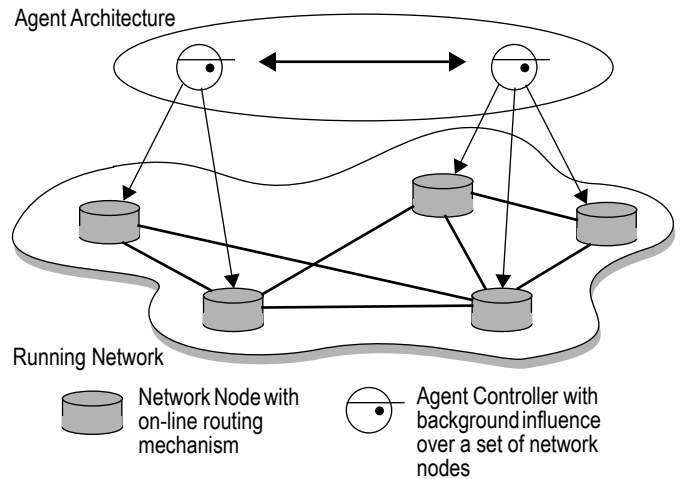 Agent Architecture
Running Network
Network Node with
on-line routing
mechanism
Agent Controller with
background influence
over a set of network
nodes